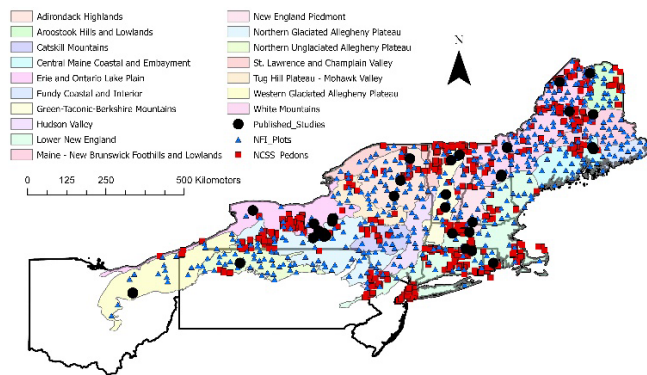 Adirondack Highlands
Aroostook Hills and Lowlands
Catskill Mountains
Central Maine Coastal and Embayment
Erie and Ontario Lake Plain
Fundy Coastal and Interior
Green-Taconic-Berkshire Mountains
Hudson Valley
Lower New England
Maine - New Brunswick Foothills and Lowlands
New England Piedmont
Northern Glaciated Allegheny Plateau
Northern Unglaciated Allegheny Plateau
St. Lawrence and Champlain Valley
Tug Hill Plateau - Mohawk Valley
Western Glaciated Allegheny Plateau
White Mountains
Published_Studies
NFI_Plots
NCSS_Pedons
N
0 125 250 500 Kilomotors